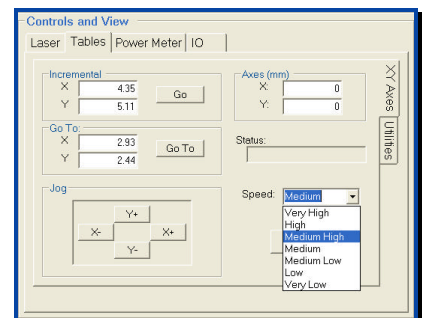 Controls and View
Laser Tables Power Meter IO
Incremental
X 4.35
Y 5.11
Go
Axes (mm)
X: 0
Y: 0
XY Axes
Utilities
Go To:
X 2.93
Y 2.44
Go To
Status:
Jog
Y+
X- X+
Y-
Speed: Medium
Very High
High
Medium High
Medium
Medium Low
Low
Very Low